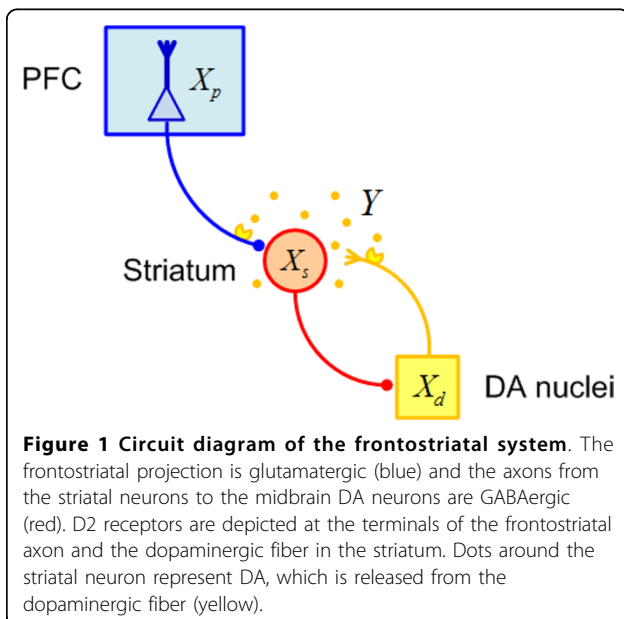 PFC
X_p
Y
Striatum
X_s
X_d
DA nuclei
Figure 1 Circuit diagram of the frontostriatal system. The
frontostriatal projection is glutamatergic (blue) and the axons from
the striatal neurons to the midbrain DA neurons are GABAergic
(red). D2 receptors are depicted at the terminals of the frontostriatal
axon and the dopaminergic fiber in the striatum. Dots around the
striatal neuron represent DA, which is released from the
dopaminergic fiber (yellow).